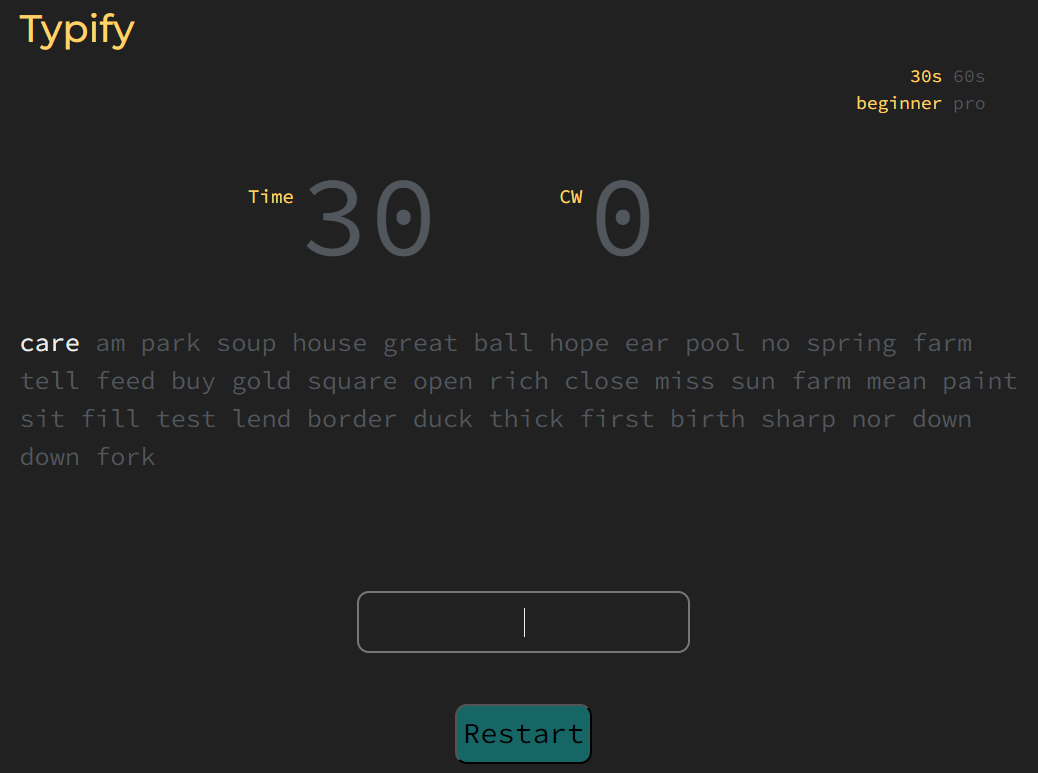 Typify
30s 60s
beginner pro
Time 30 CW 0
care am park soup house great ball hope ear pool no spring farm
tell feed buy gold square open rich close miss sun farm mean paint
sit fill test lend border duck thick first birth sharp nor down
down fork
Restart